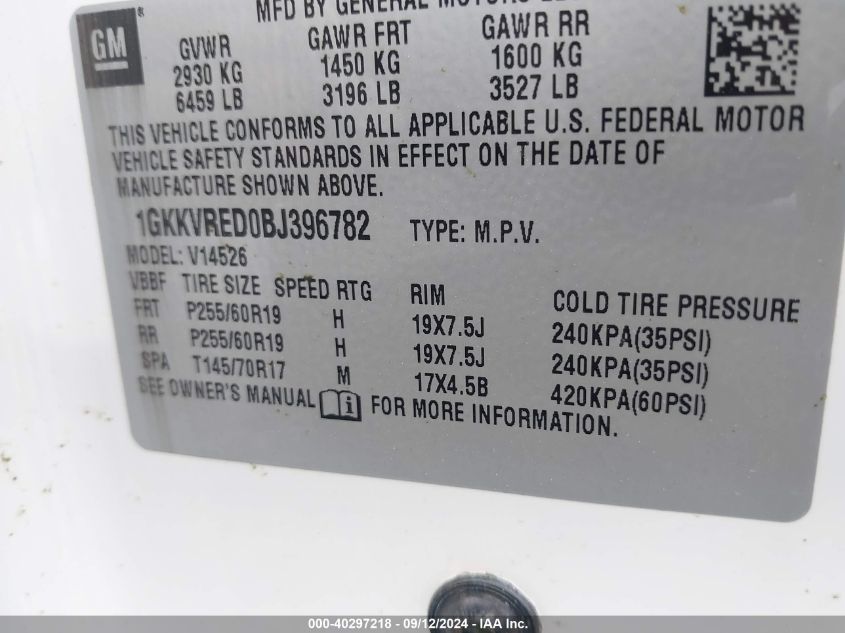 MFD BY GENERAL MOTORS LLC
GM
GVWR GAWR FRT GAWR RR
2930 KG 1450 KG 1600 KG
6459 LB 3196 LB 3527 LB
THIS VEHICLE CONFORMS TO ALL APPLICABLE U.S. FEDERAL MOTOR
VEHICLE SAFETY STANDARDS IN EFFECT ON THE DATE OF
MANUFACTURE SHOWN ABOVE.
1GKKVRED0BJ396782 TYPE: M.P.V.
MODEL: V14526
VBBF TIRE SIZE SPEED RTG RIM COLD TIRE PRESSURE
FRT P255/60R19 H 19X7.5J 240KPA(35PSI)
RR P255/60R19 H 19X7.5J 240KPA(35PSI)
SPA T145/70R17 M 17X4.5B 420KPA(60PSI)
SEE OWNER'S MANUAL i FOR MORE INFORMATION.
000-40297218 - 09/12/2024 - IAA Inc.